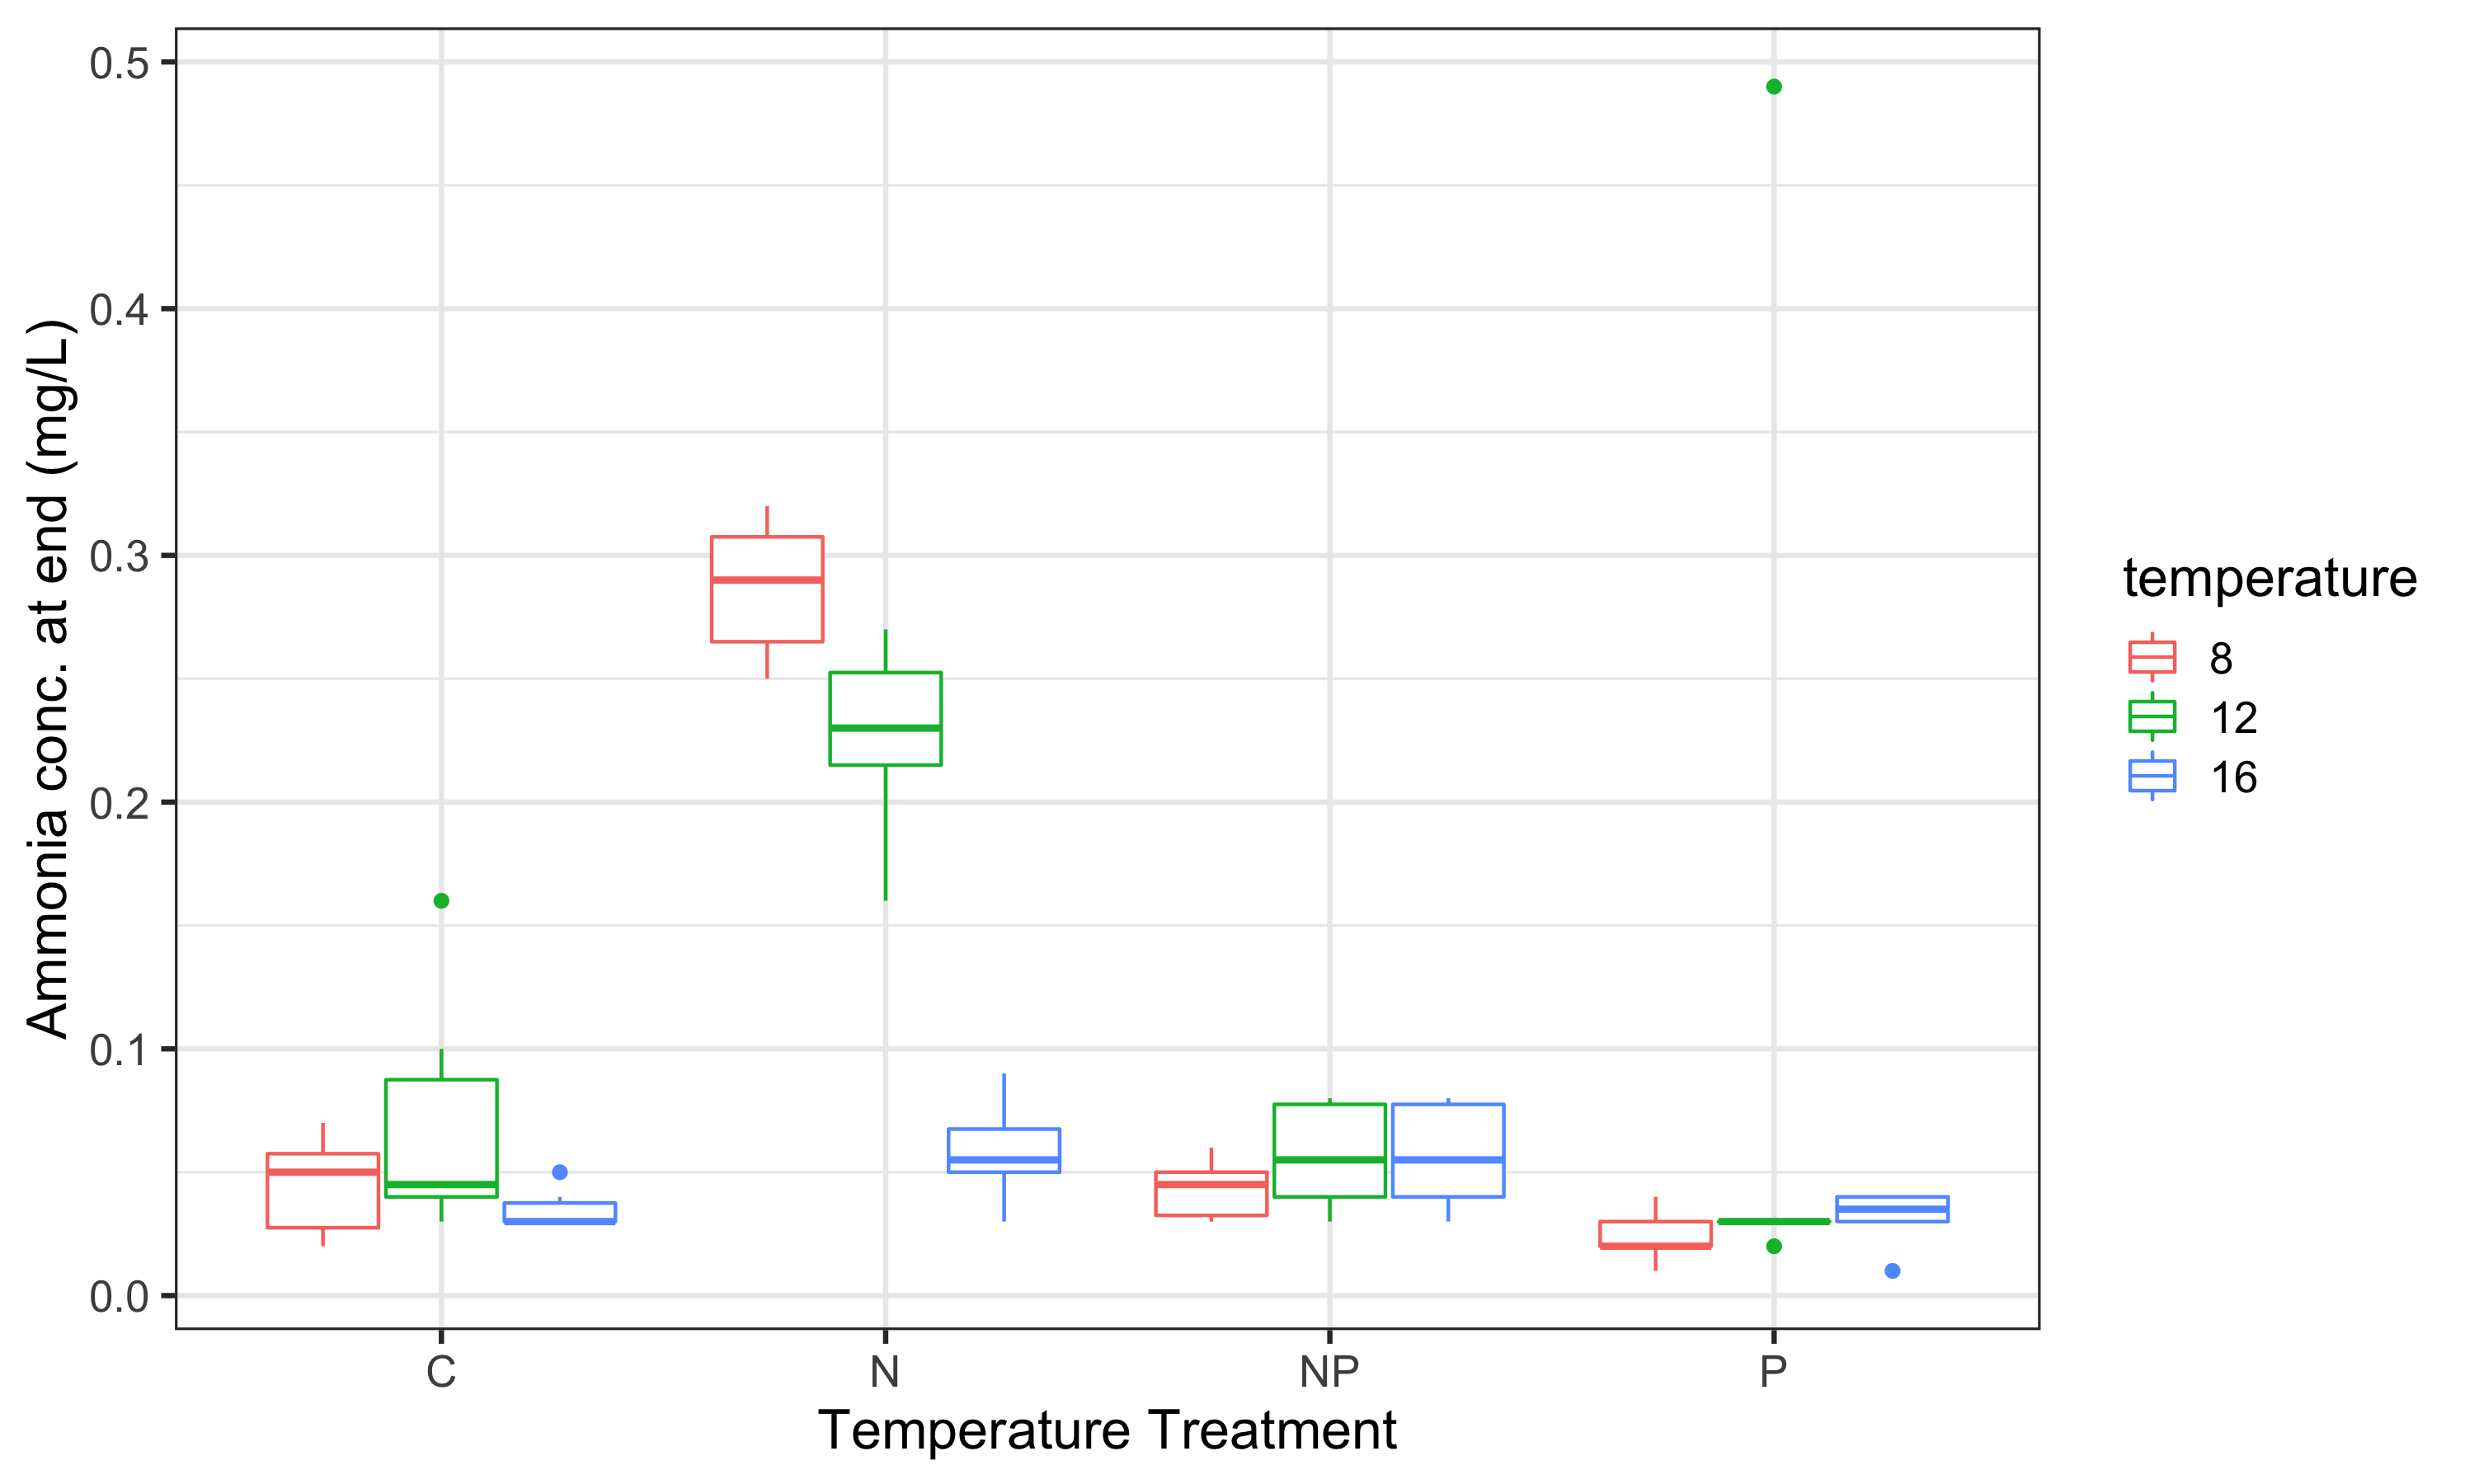 Ammonia conc. at end (mg/L)
0.5
0.4
0.3
0.2
0.1
0.0
C N NP P
Temperature Treatment
temperature
8
12
16